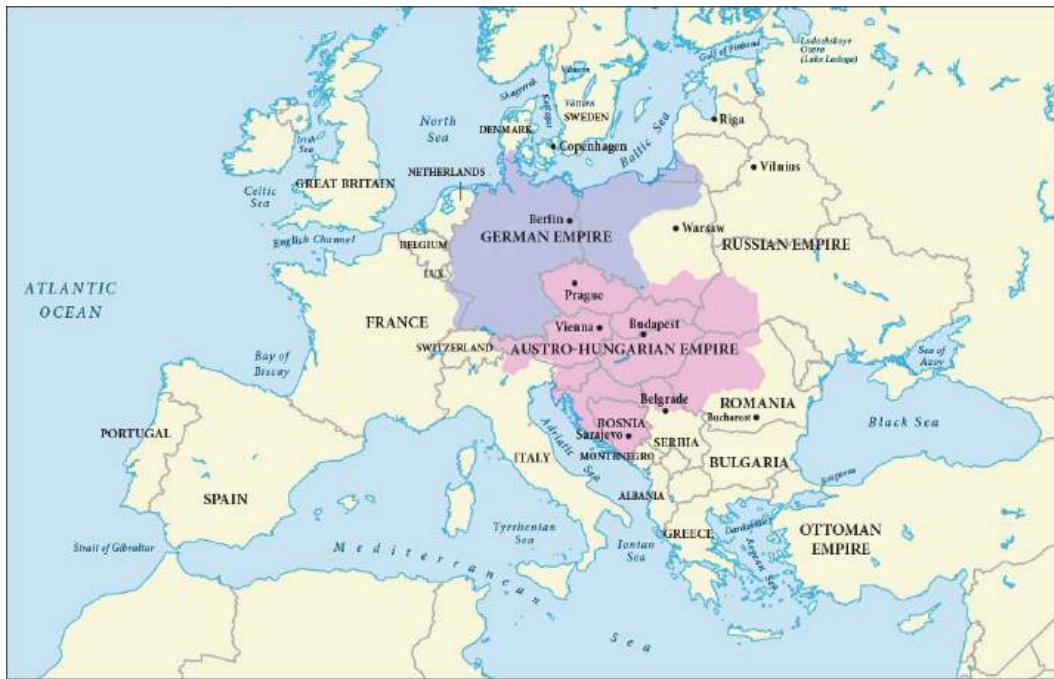 Gulf of Finland
Ladozhskoye
Ozero
(Lake Ladoga)
Vänern
Skagerrak
Kattegat
Vättern
SWEDEN
North
Sea
DENMARK
Copenhagen
Baltic Sea
Riga
Vilnius
Irish
Sea
GREAT BRITAIN
Celtic
Sea
NETHERLANDS
English Channel
BELGIUM
LUX.
Berlin
GERMAN EMPIRE
Warsaw
RUSSIAN EMPIRE
ATLANTIC
OCEAN
Prague
FRANCE
Vienna
Budapest
SWITZERLAND
AUSTRO-HUNGARIAN EMPIRE
Bay of
Biscay
Sea of
Azov
Belgrade
ROMANIA
Bucharest
Black Sea
BOSNIA
Sarajevo
PORTUGAL
Adriatic Sea
ITALY
MONTENEGRO
SERBIA
BULGARIA
SPAIN
ALBANIA
Bosporus
Tyrrhenian
Sea
Ionian
Sea
GREECE
Dardanelles
Aegean Sea
OTTOMAN
EMPIRE
Strait of Gibraltar
Mediterranean
Sea